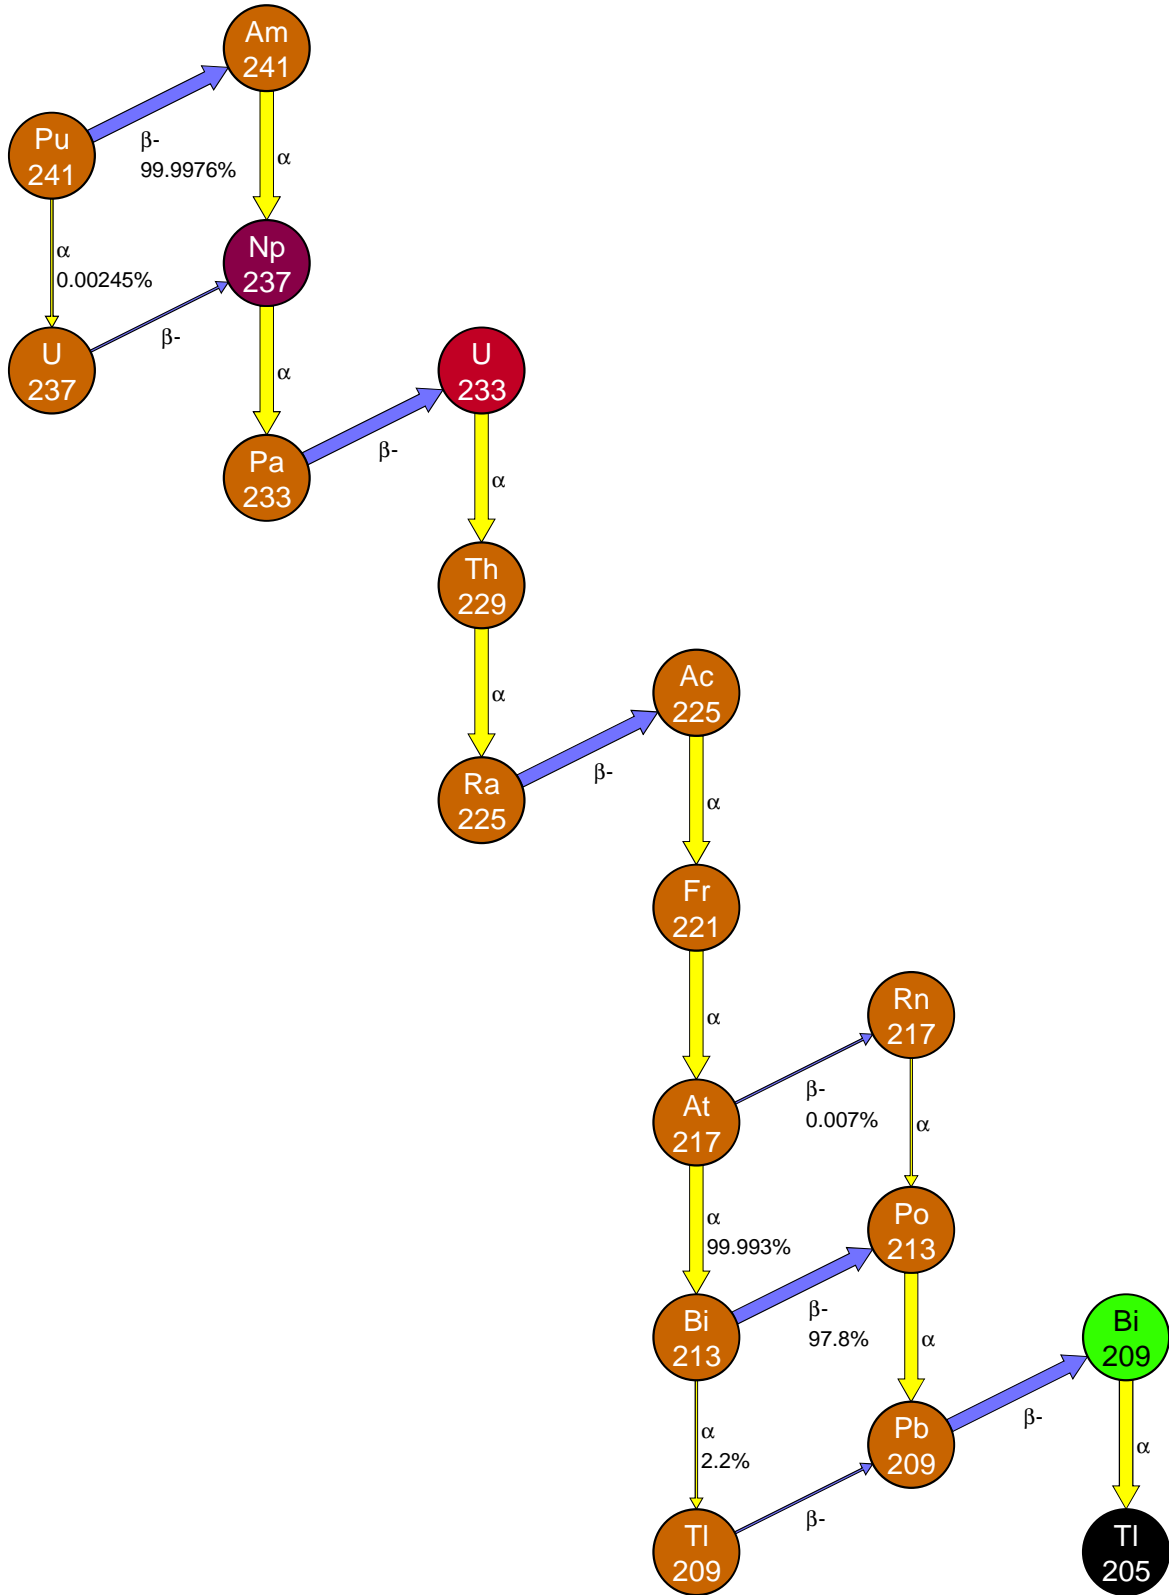 Am
241
Pu
241
β-
99.9976%
α
α
0.00245%
Np
237
U
237
β-
α
U
233
Pa
233
β-
α
Th
229
α
Ac
225
Ra
225
β-
α
Fr
221
α
Rn
217
At
217
β-
0.007%
α
α
99.993%
Po
213
Bi
213
β-
97.8%
α
Bi
209
α
2.2%
Pb
209
β-
α
Tl
209
β-
Tl
205